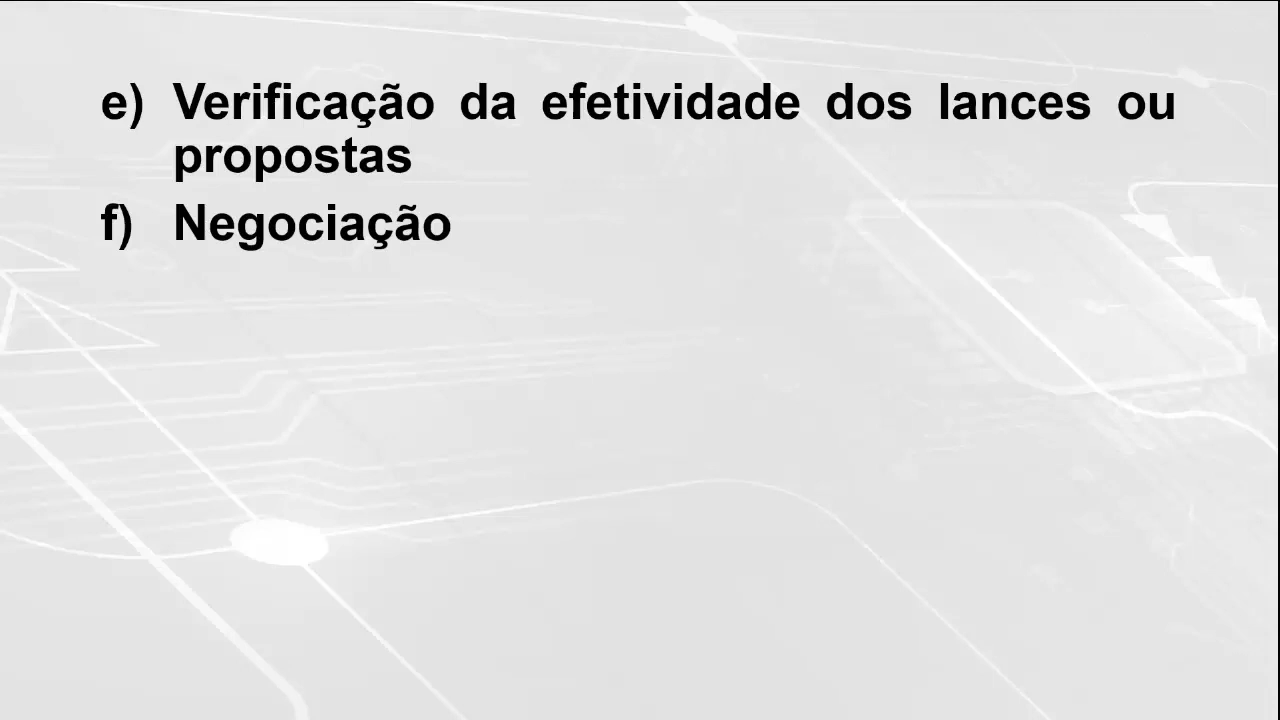 e) Verificação da efetividade dos lances ou
propostas
f) Negociação